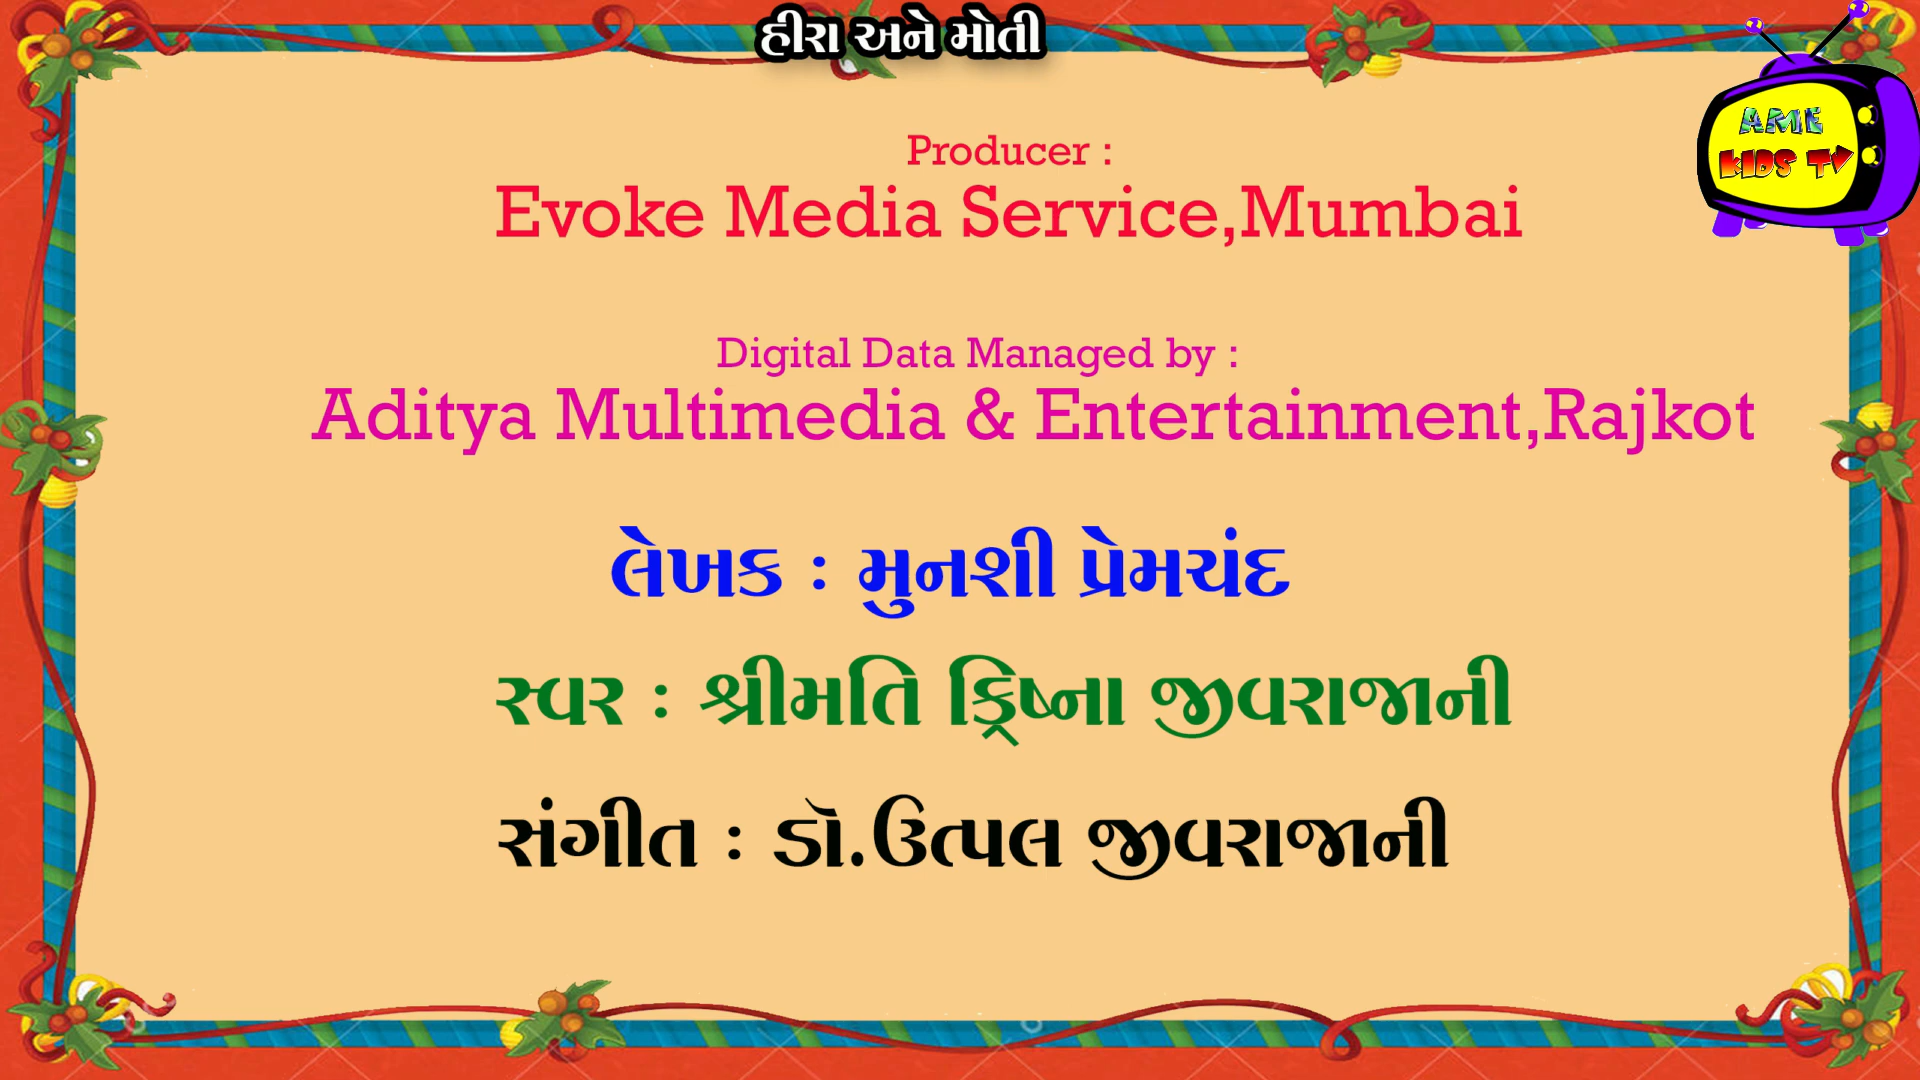 હીરા અને મોતી
AME
KIDS TV
Producer :
Evoke Media Service,Mumbai
Digital Data Managed by :
Aditya Multimedia & Entertainment,Rajkot
લેખક : મુનશી પ્રેમચંદ
સ્વર : શ્રીમતિ ક્રિષ્ના જીવરાજાની
સંગીત : ડૉ.ઉત્પલ જીવરાજાની